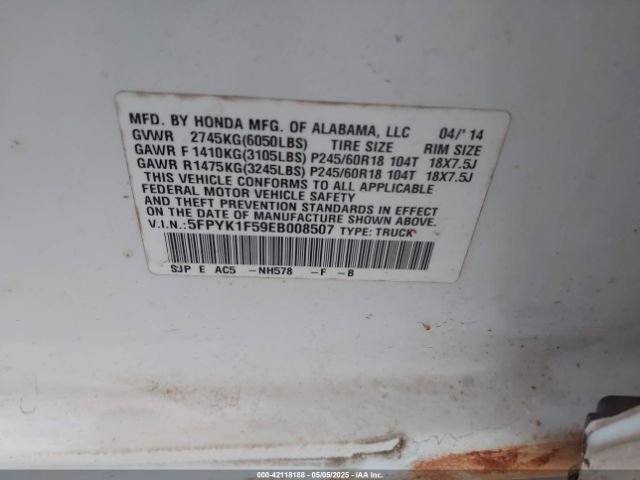 MFD. BY HONDA MFG. OF ALABAMA, LLC 04/'14
GVWR 2745KG(6050LBS) TIRE SIZE RIM SIZE
GAWR F 1410KG(3105LBS) P245/60R18 104T 18X7.5J
GAWR R1475KG(3245LBS) P245/60R18 104T 18X7.5J
THIS VEHICLE CONFORMS TO ALL APPLICABLE
FEDERAL MOTOR VEHICLE SAFETY
AND THEFT PREVENTION STANDARDS IN EFFECT
ON THE DATE OF MANUFACTURE SHOWN ABOVE.
V.I.N.:5FPYK1F59EB008507 TYPE: TRUCK
SJP E AC5 -NH578 -F -B
000-42118188 - 05/05/2025 - IAA Inc.